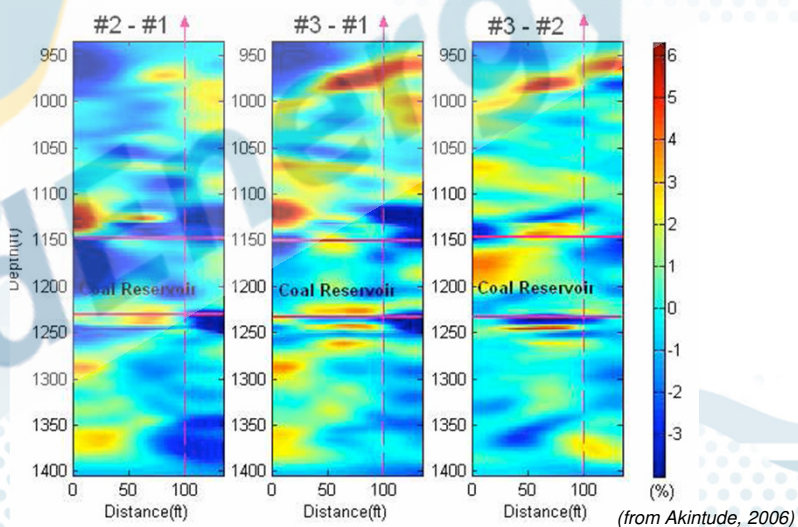 #2 - #1 #3 - #1 #3 - #2
950 950 950 6
1000 1000 1000 5
1050 1050 1050 4
1100 1100 1100 3
1150 1150 1150 2
1200 1200 1200 1
Coal Reservoir Coal Reservoir Coal Reservoir
1250 1250 1250 0
1300 1300 1300 -1
1350 1350 1350 -2
1400 1400 1400 -3
Depth(ft)
0 50 100 0 50 100 0 50 100 (%)
Distance(ft) Distance(ft) Distance(ft)
(from Akintude, 2006)